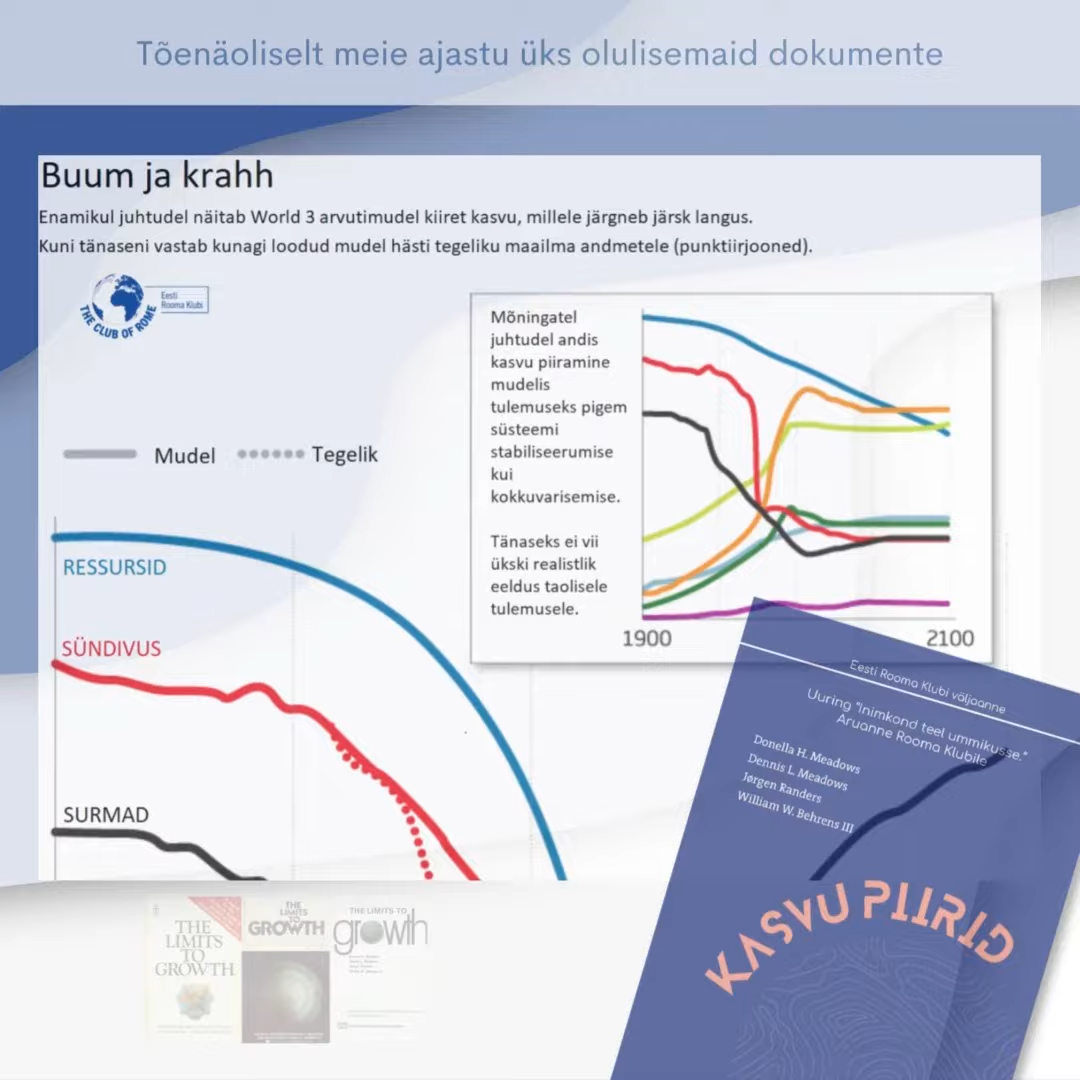 Tõenäoliselt meie ajastu üks olulisemaid dokumente
Buum ja krahh
Enamikul juhtudel näitab World 3 arvutimudel kiiret kasvu, millele järgneb järsk langus.
Kuni tänaseni vastab kunagi loodud mudel hästi tegeliku maailma andmetele (punktiirjooned).
THE CLUB OF ROME
Eesti
Rooma Klubi
Mudel
Tegelik
RESSURSID
SÜNDIVUS
SURMAD
Mõningatel
juhtudel andis
kasvu piiramine
mudelis
tulemuseks pigem
süsteemi
stabiliseerumise
kui
kokkuvarisemise.
Tänaseks ei vii
ükski realistlik
eeldus taolisele
tulemusele.
1900
2100
Eesti Rooma Klubi väljaanne
Uuring "Inimkond teel ummikusse."
Aruanne Rooma Klubile
Donella H. Meadows
Dennis L. Meadows
Jørgen Randers
William W. Behrens III
KASVU PIIRID
THE
LIMITS
TO
GROWTH
THE
LIMITS
TO
GROWTH
THE LIMITS TO
growth